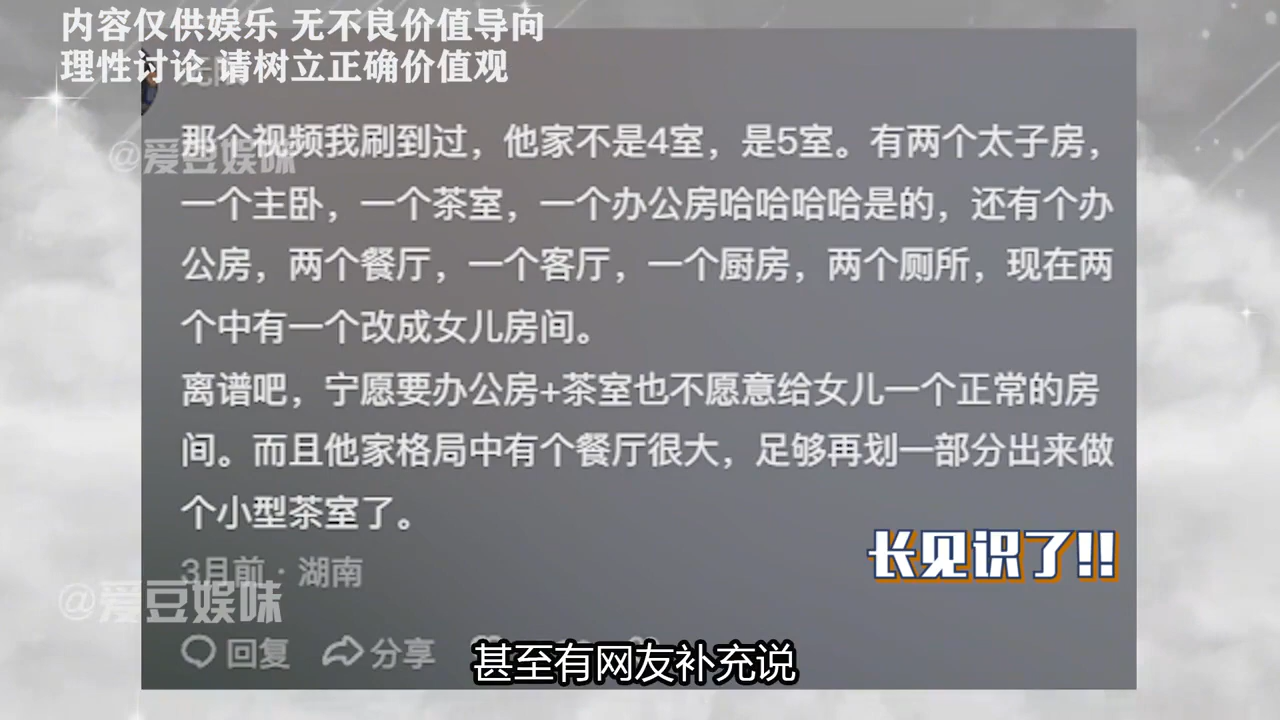 内容仅供娱乐 无不良价值导向
理性讨论 请树立正确价值观
@爱豆娱味
那个视频我刷到过，他家不是4室，是5室。有两个太子房，
一个主卧，一个茶室，一个办公房哈哈哈哈是的，还有个办
公房，两个餐厅，一个客厅，一个厨房，两个厕所，现在两
个中有一个改成女儿房间。
离谱吧，宁愿要办公房+茶室也不愿意给女儿一个正常的房
间。而且他家格局中有个餐厅很大，足够再划一部分出来做
个小型茶室了。
长见识了!!
3月前 · 湖南
@爱豆娱味
回复 分享
甚至有网友补充说